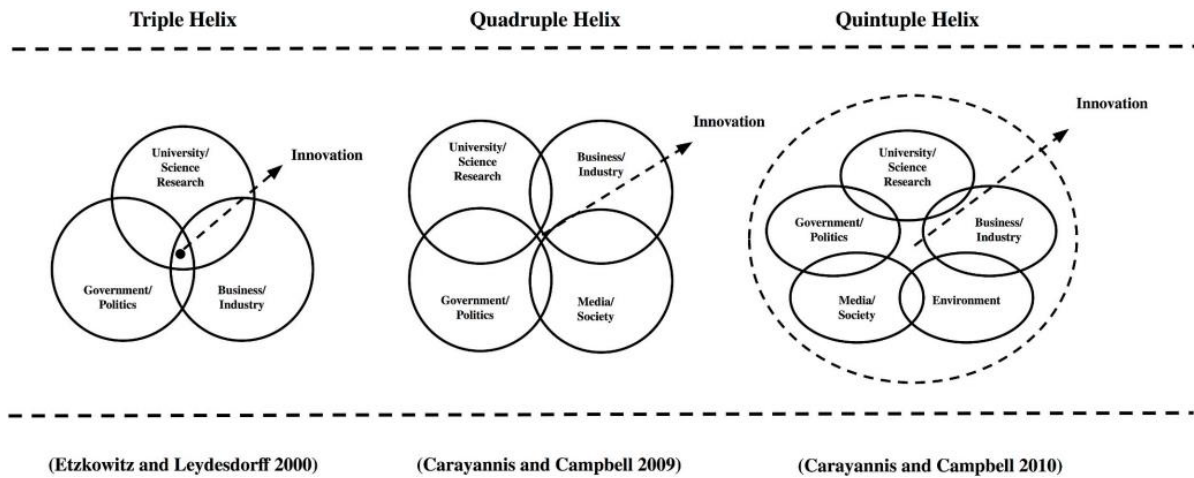 Triple Helix
Quadruple Helix
Quintuple Helix
University/
Science
Research
Innovation
Government/
Politics
Business/
Industry
University/
Science
Research
Business/
Industry
Innovation
Government/
Politics
Media/
Society
Innovation
University/
Science
Research
Government/
Politics
Business/
Industry
Media/
Society
Environment
(Etzkowitz and Leydesdorff 2000)
(Carayannis and Campbell 2009)
(Carayannis and Campbell 2010)